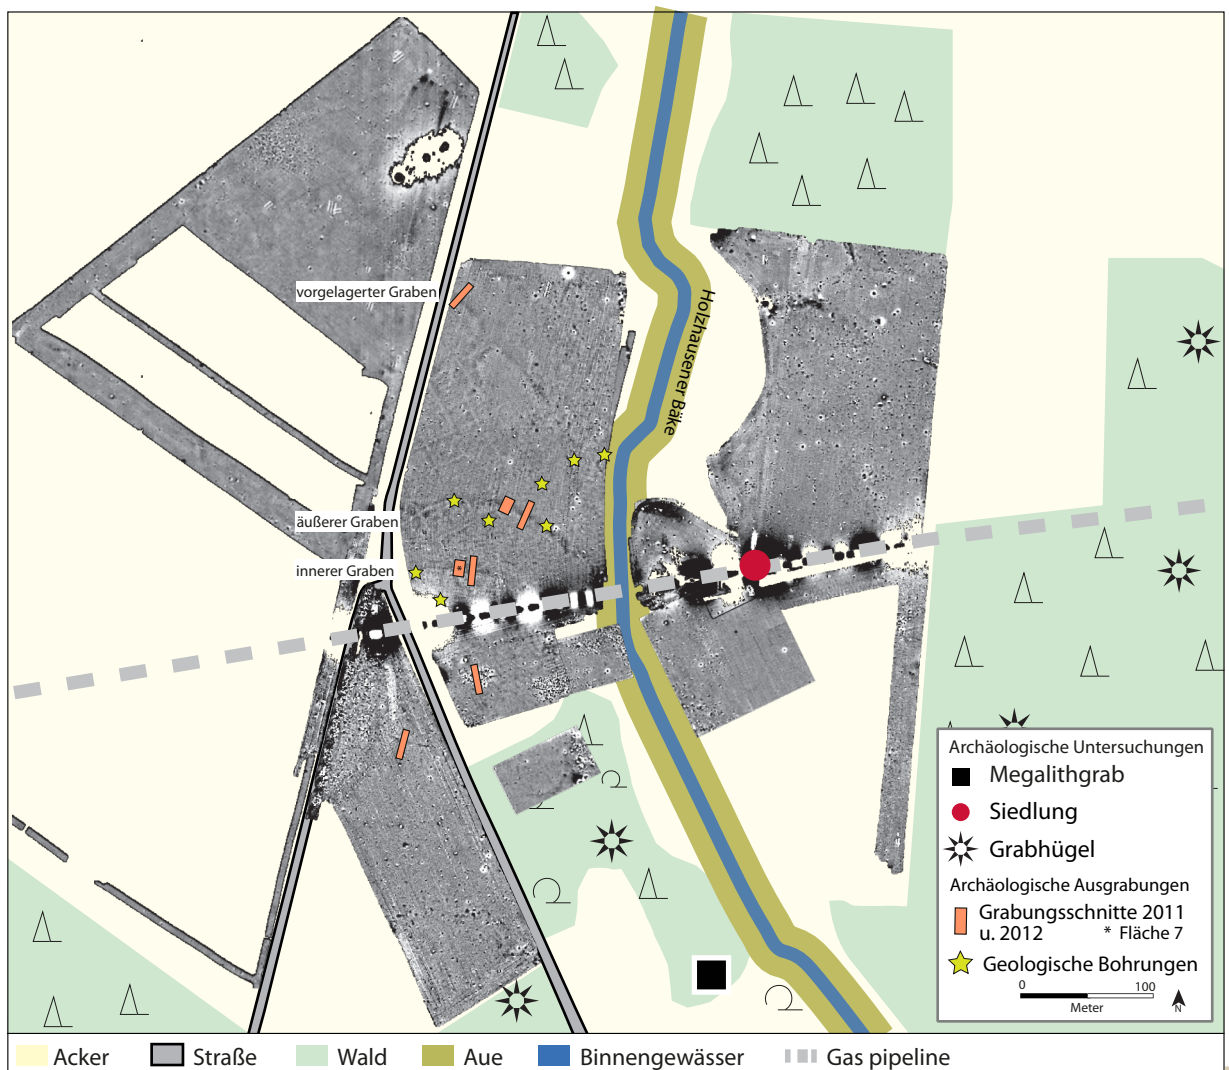 vorgelagerter Graben
Holzhausener Bäke
äußerer Graben
innerer Graben
Archäologische Untersuchungen
Megalithgrab
Siedlung
Grabhügel
Archäologische Ausgrabungen
Grabungsschnitte 2011
u. 2012 * Fläche 7
Geologische Bohrungen
0 100
Meter
N
Acker Straße Wald Aue Binnengewässer Gas pipeline